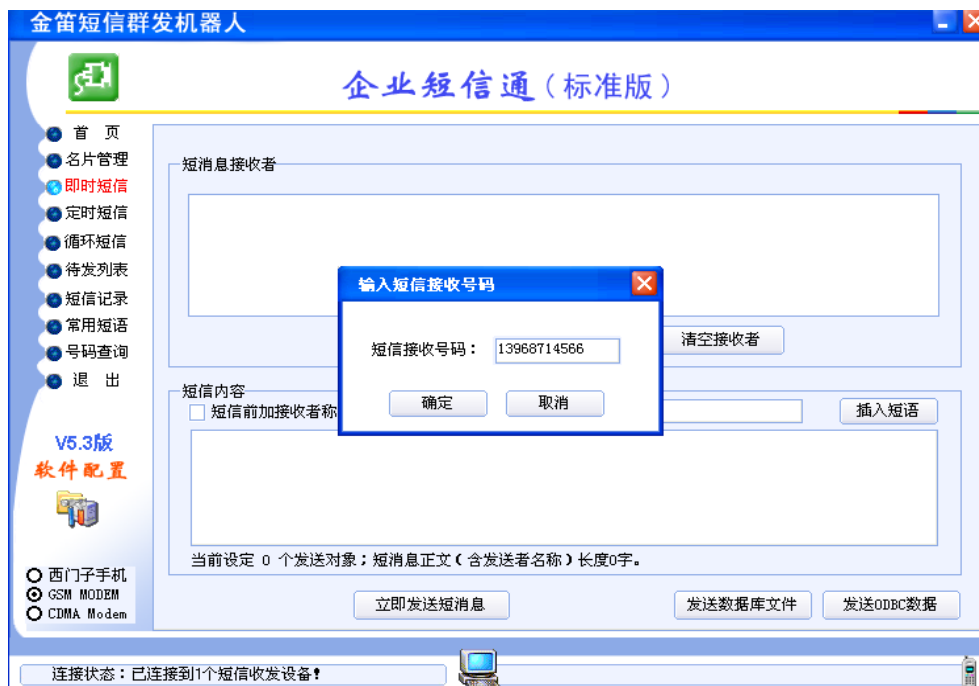 金笛短信群发机器人
企业短信通(标准版)
首 页
名片管理
即时短信
定时短信
循环短信
待发列表
短信记录
常用短语
号码查询
退 出
V5.3版
软件配置
西门子手机
GSM MODEM
CDMA Modem
短消息接收者
输入短信接收号码
短信接收号码: 13968714566
确定 取消
清空接收者
短信内容
短信前加接收者称
插入短语
当前设定 0 个发送对象;短消息正文(含发送者名称)长度0字。
立即发送短消息 发送数据库文件 发送ODBC数据
连接状态:已连接到1个短信收发设备!